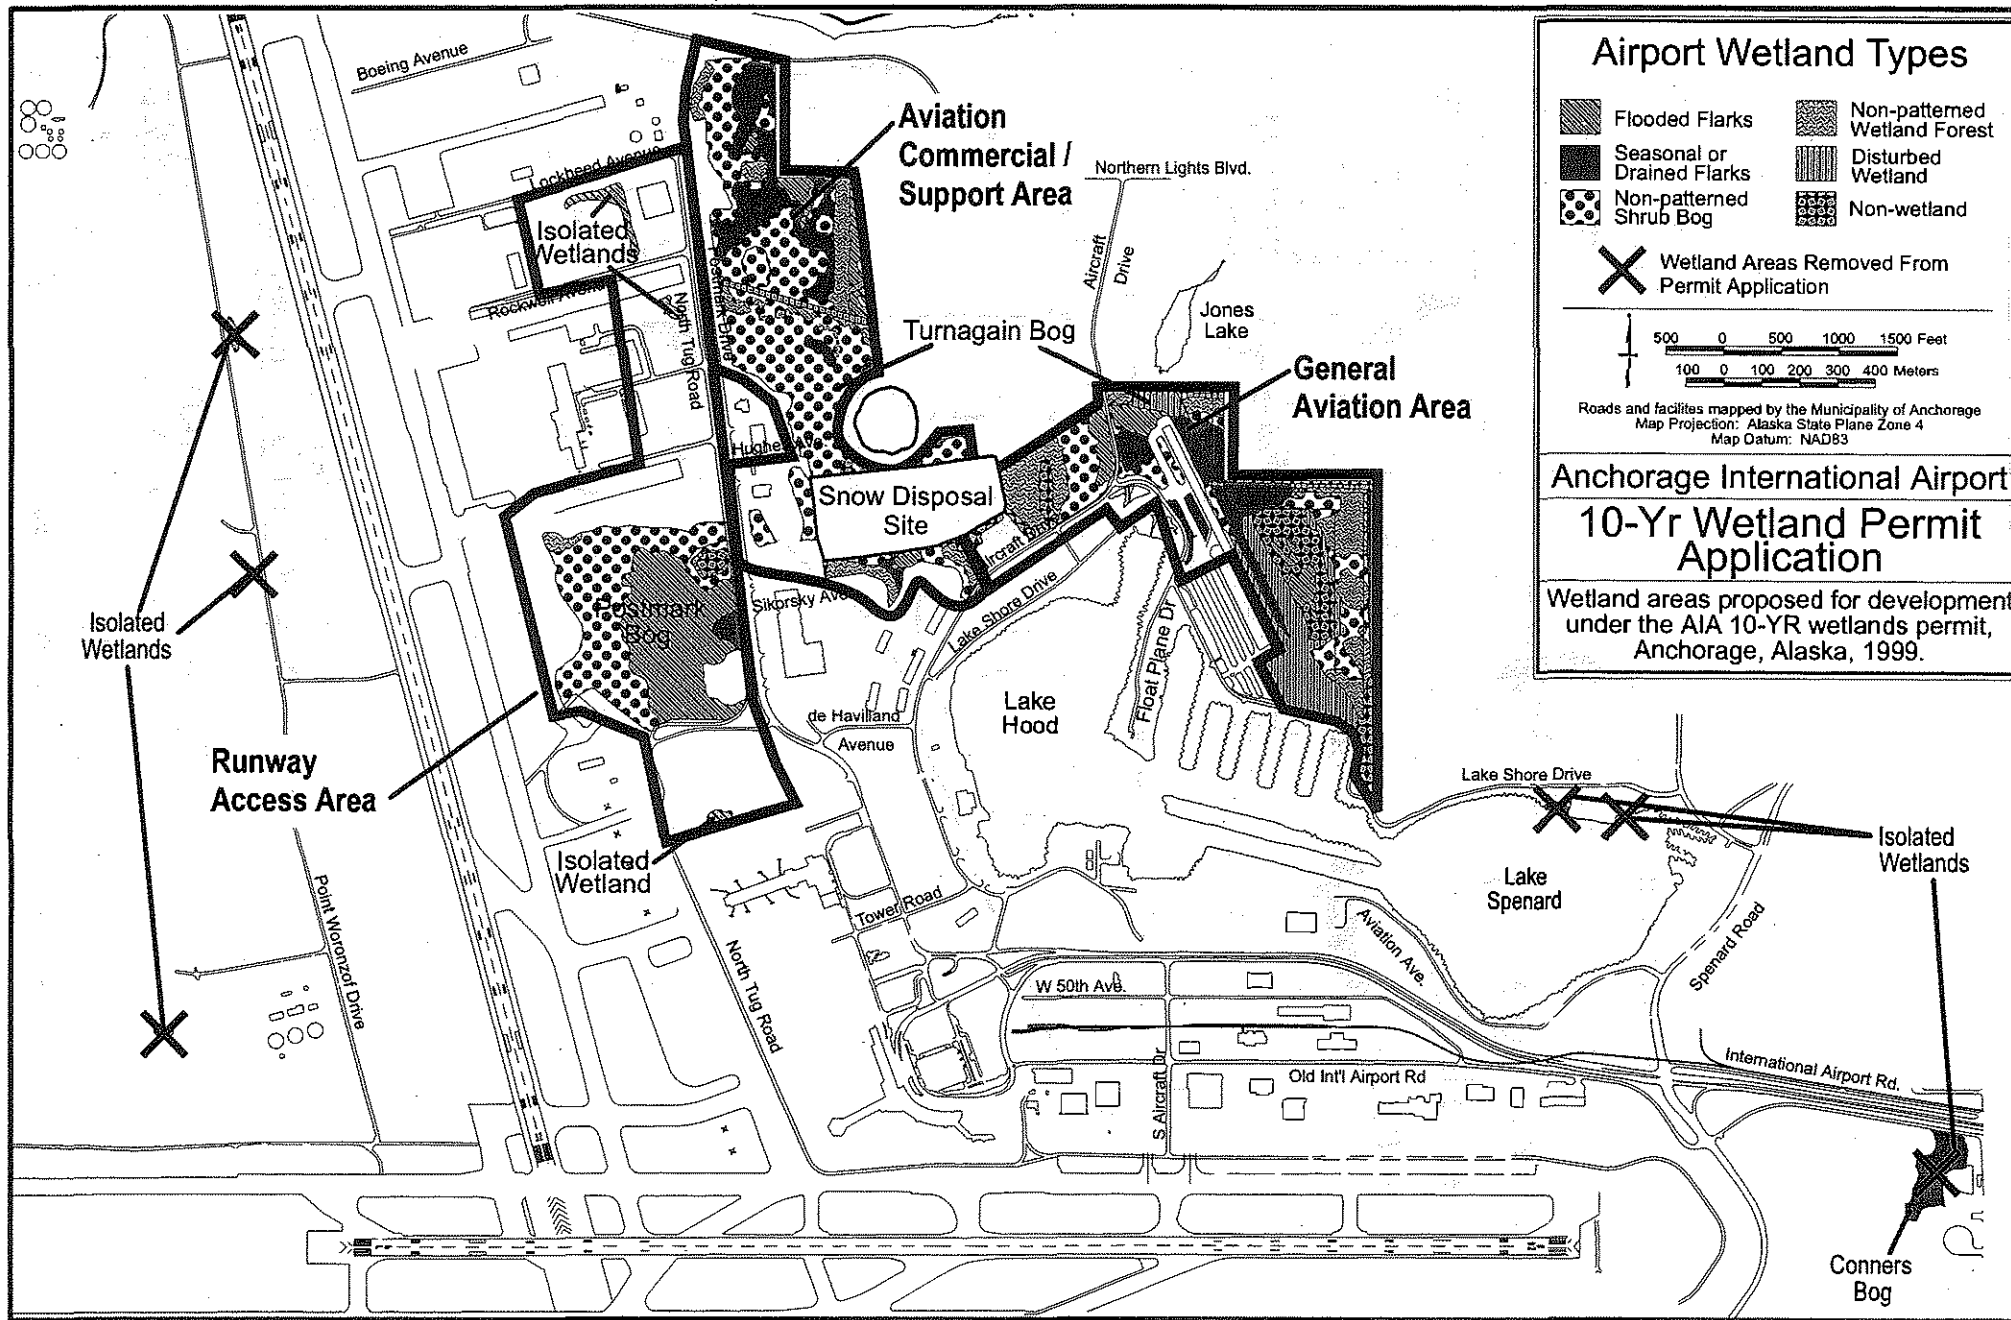 Boeing Avenue
Aviation
Commercial /
Support Area
Lockheed Avenue
Isolated
Wetlands
Northern Lights Blvd.
Aircraft
Drive
Rockwell Avenue
North Tug Road
Postmark Drive
Turnagain Bog
Jones
Lake
General
Aviation Area
Snow Disposal
Site
Aircraft Drive
Lake Shore Drive
Sikorsky Ave
Postmark
Bog
Isolated
Wetlands
Float Plane Dr
Lake
Hood
de Havilland
Avenue
Runway
Access Area
Lake Shore Drive
Isolated
Wetlands
Isolated
Wetland
Lake
Spenard
Tower Road
Aviation Ave.
Spenard Road
Point Woronzof Drive
North Tug Road
W 50th Ave.
S Aircraft Dr
Old Int'l Airport Rd
International Airport Rd.
Conners
Bog
Airport Wetland Types
Flooded Flarks
Seasonal or
Drained Flarks
Non-patterned
Shrub Bog
Non-patterned
Wetland Forest
Disturbed
Wetland
Non-wetland
Wetland Areas Removed From
Permit Application
500 0 500 1000 1500 Feet
100 0 100 200 300 400 Meters
Roads and facilites mapped by the Municipality of Anchorage
Map Projection: Alaska State Plane Zone 4
Map Datum: NAD83
Anchorage International Airport
10-Yr Wetland Permit
Application
Wetland areas proposed for development
under the AIA 10-YR wetlands permit,
Anchorage, Alaska, 1999.